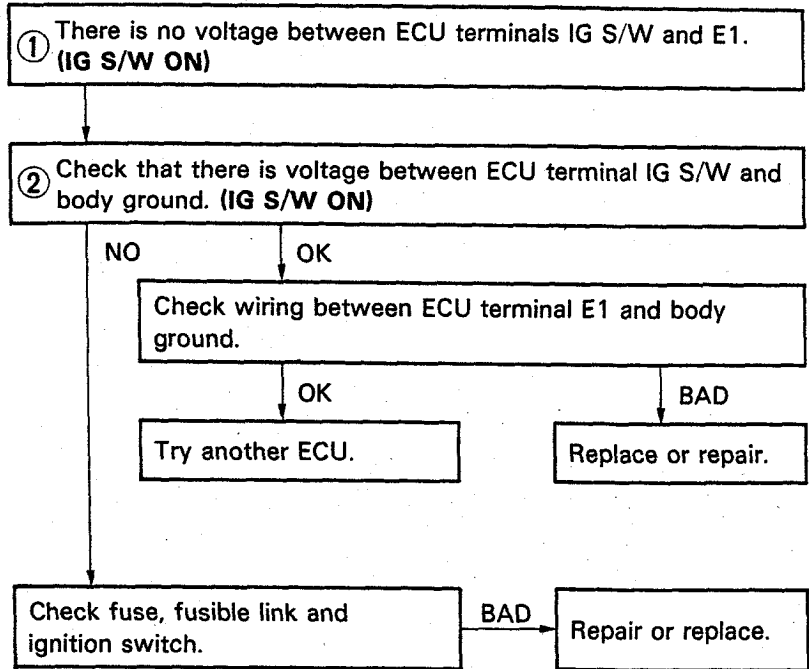 ① There is no voltage between ECU terminals IG S/W and E1.
(IG S/W ON)
② Check that there is voltage between ECU terminal IG S/W and
body ground. (IG S/W ON)
NO
OK
Check wiring between ECU terminal E1 and body
ground.
OK
BAD
Try another ECU.
Replace or repair.
Check fuse, fusible link and
ignition switch.
BAD
Repair or replace.